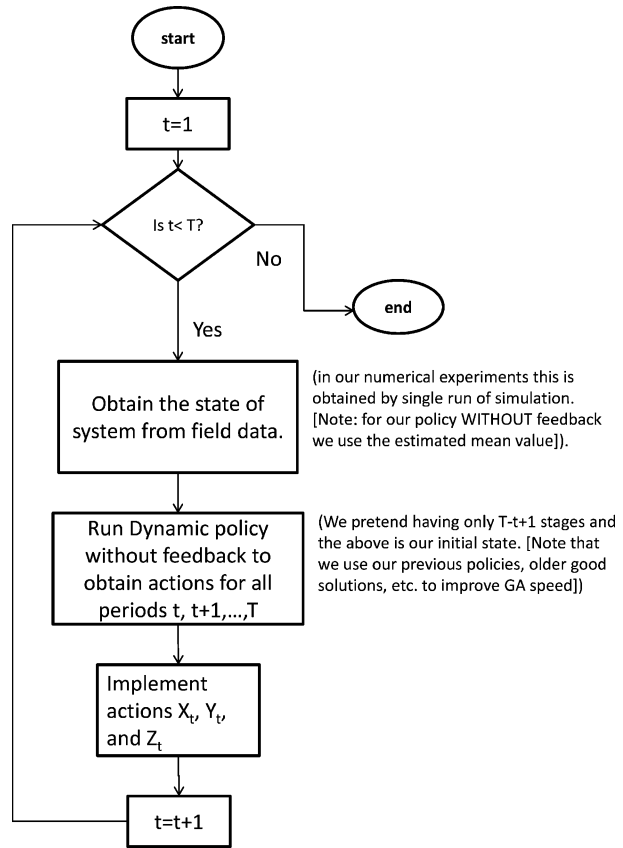 start
t=1
Is t< T?
No
end
Yes
Obtain the state of
system from field data.
(in our numerical experiments this is
obtained by single run of simulation.
[Note: for our policy WITHOUT feedback
we use the estimated mean value]).
Run Dynamic policy
without feedback to
obtain actions for all
periods t, t+1,...,T
(We pretend having only T-t+1 stages and
the above is our initial state. [Note that
we use our previous policies, older good
solutions, etc. to improve GA speed])
Implement
actions Xₜ, Yₜ,
and Zₜ
t=t+1